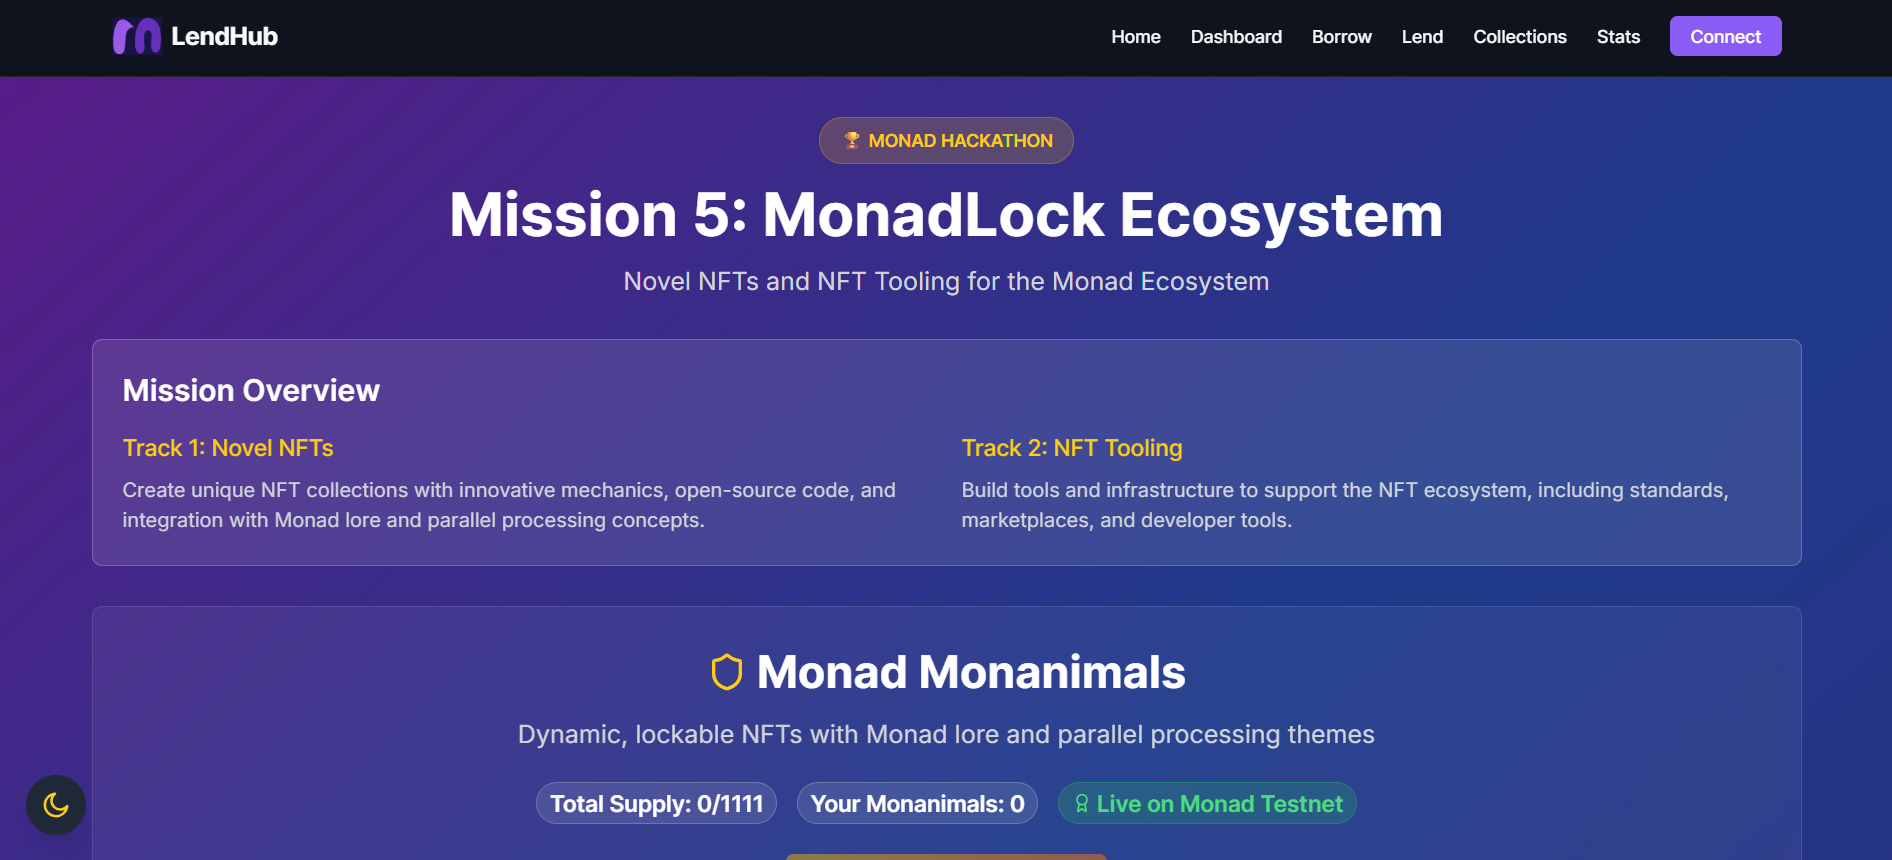 LendHub
Home Dashboard Borrow Lend Collections Stats Connect
MONAD HACKATHON
Mission 5: MonadLock Ecosystem
Novel NFTs and NFT Tooling for the Monad Ecosystem
Mission Overview
Track 1: Novel NFTs
Create unique NFT collections with innovative mechanics, open-source code, and
integration with Monad lore and parallel processing concepts.
Track 2: NFT Tooling
Build tools and infrastructure to support the NFT ecosystem, including standards,
marketplaces, and developer tools.
Monad Monanimals
Dynamic, lockable NFTs with Monad lore and parallel processing themes
Total Supply: 0/1111 Your Monanimals: 0 Live on Monad Testnet